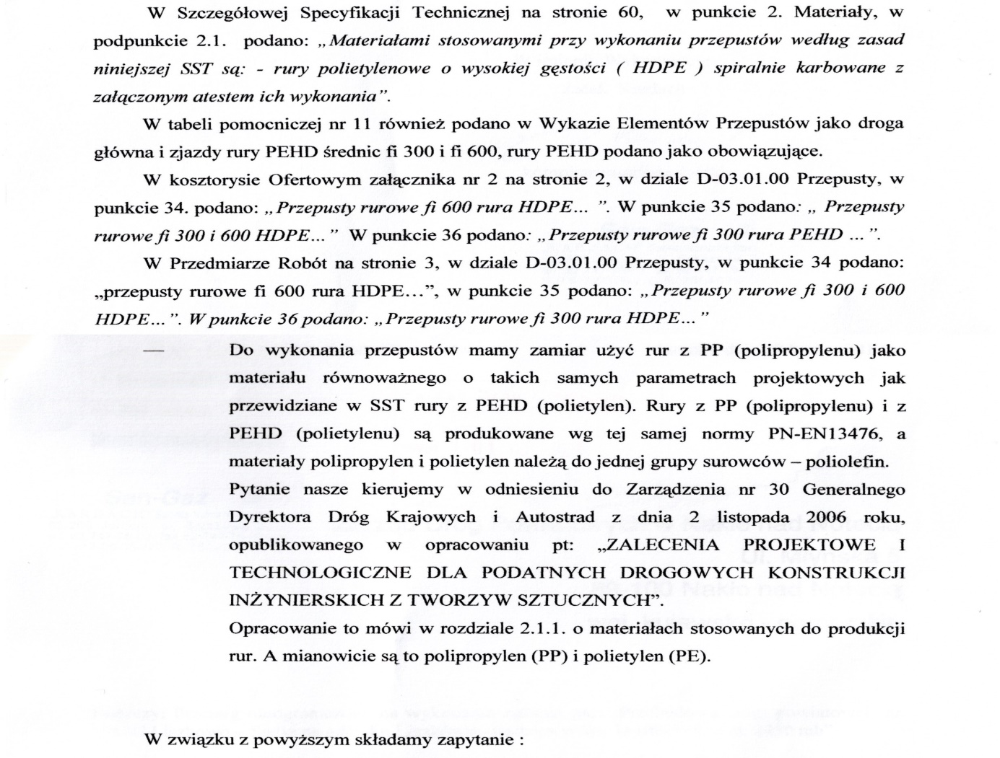 W Szczegółowej Specyfikacji Technicznej na stronie 60, w punkcie 2. Materiały, w
podpunkcie 2.1. podano: „Materiałami stosowanymi przy wykonaniu przepustów według zasad
niniejszej SST są: - rury polietylenowe o wysokiej gęstości ( HDPE ) spiralnie karbowane z
załączonym atestem ich wykonania”.
W tabeli pomocniczej nr 11 również podano w Wykazie Elementów Przepustów jako droga
główna i zjazdy rury PEHD średnic fi 300 i fi 600, rury PEHD podano jako obowiązujące.
W kosztorysie Ofertowym załącznika nr 2 na stronie 2, w dziale D-03.01.00 Przepusty, w
punkcie 34. podano: „Przepusty rurowe fi 600 rura HDPE... ”. W punkcie 35 podano: „ Przepusty
rurowe fi 300 i 600 HDPE... ” W punkcie 36 podano: „Przepusty rurowe fi 300 rura PEHD ... ”.
W Przedmiarze Robót na stronie 3, w dziale D-03.01.00 Przepusty, w punkcie 34 podano:
„przepusty rurowe fi 600 rura HDPE...”, w punkcie 35 podano: „Przepusty rurowe fi 300 i 600
HDPE... ”. W punkcie 36 podano: „Przepusty rurowe fi 300 rura HDPE... ”
— Do wykonania przepustów mamy zamiar użyć rur z PP (polipropylenu) jako
materiału równoważnego o takich samych parametrach projektowych jak
przewidziane w SST rury z PEHD (polietylen). Rury z PP (polipropylenu) i z
PEHD (polietylenu) są produkowane wg tej samej normy PN-EN13476, a
materiały polipropylen i polietylen należą do jednej grupy surowców – poliolefin.
Pytanie nasze kierujemy w odniesieniu do Zarządzenia nr 30 Generalnego
Dyrektora Dróg Krajowych i Autostrad z dnia 2 listopada 2006 roku,
opublikowanego w opracowaniu pt: „ZALECENIA PROJEKTOWE I
TECHNOLOGICZNE DLA PODATNYCH DROGOWYCH KONSTRUKCJI
INŻYNIERSKICH Z TWORZYW SZTUCZNYCH”.
Opracowanie to mówi w rozdziale 2.1.1. o materiałach stosowanych do produkcji
rur. A mianowicie są to polipropylen (PP) i polietylen (PE).
W związku z powyższym składamy zapytanie :